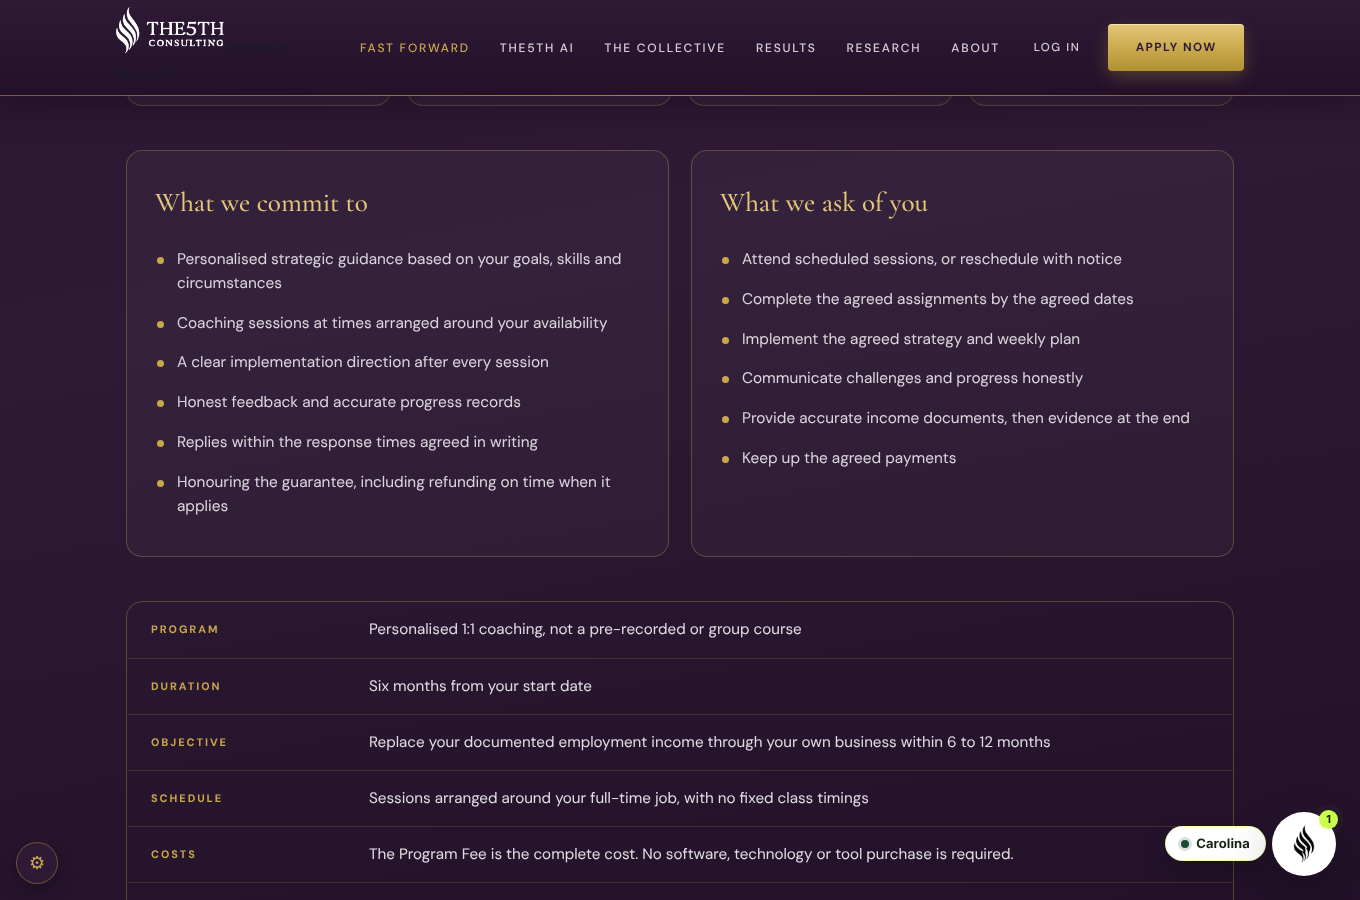 THE5TH
CONSULTING
FAST FORWARD
THE5TH AI
THE COLLECTIVE
RESULTS
RESEARCH
ABOUT
LOG IN
APPLY NOW
What we commit to
Personalised strategic guidance based on your goals, skills and
circumstances
Coaching sessions at times arranged around your availability
A clear implementation direction after every session
Honest feedback and accurate progress records
Replies within the response times agreed in writing
Honouring the guarantee, including refunding on time when it
applies
What we ask of you
Attend scheduled sessions, or reschedule with notice
Complete the agreed assignments by the agreed dates
Implement the agreed strategy and weekly plan
Communicate challenges and progress honestly
Provide accurate income documents, then evidence at the end
Keep up the agreed payments
PROGRAM Personalised 1:1 coaching, not a pre-recorded or group course
DURATION Six months from your start date
OBJECTIVE Replace your documented employment income through your own business within 6 to 12 months
SCHEDULE Sessions arranged around your full-time job, with no fixed class timings
COSTS The Program Fee is the complete cost. No software, technology or tool purchase is required.
Carolina
1